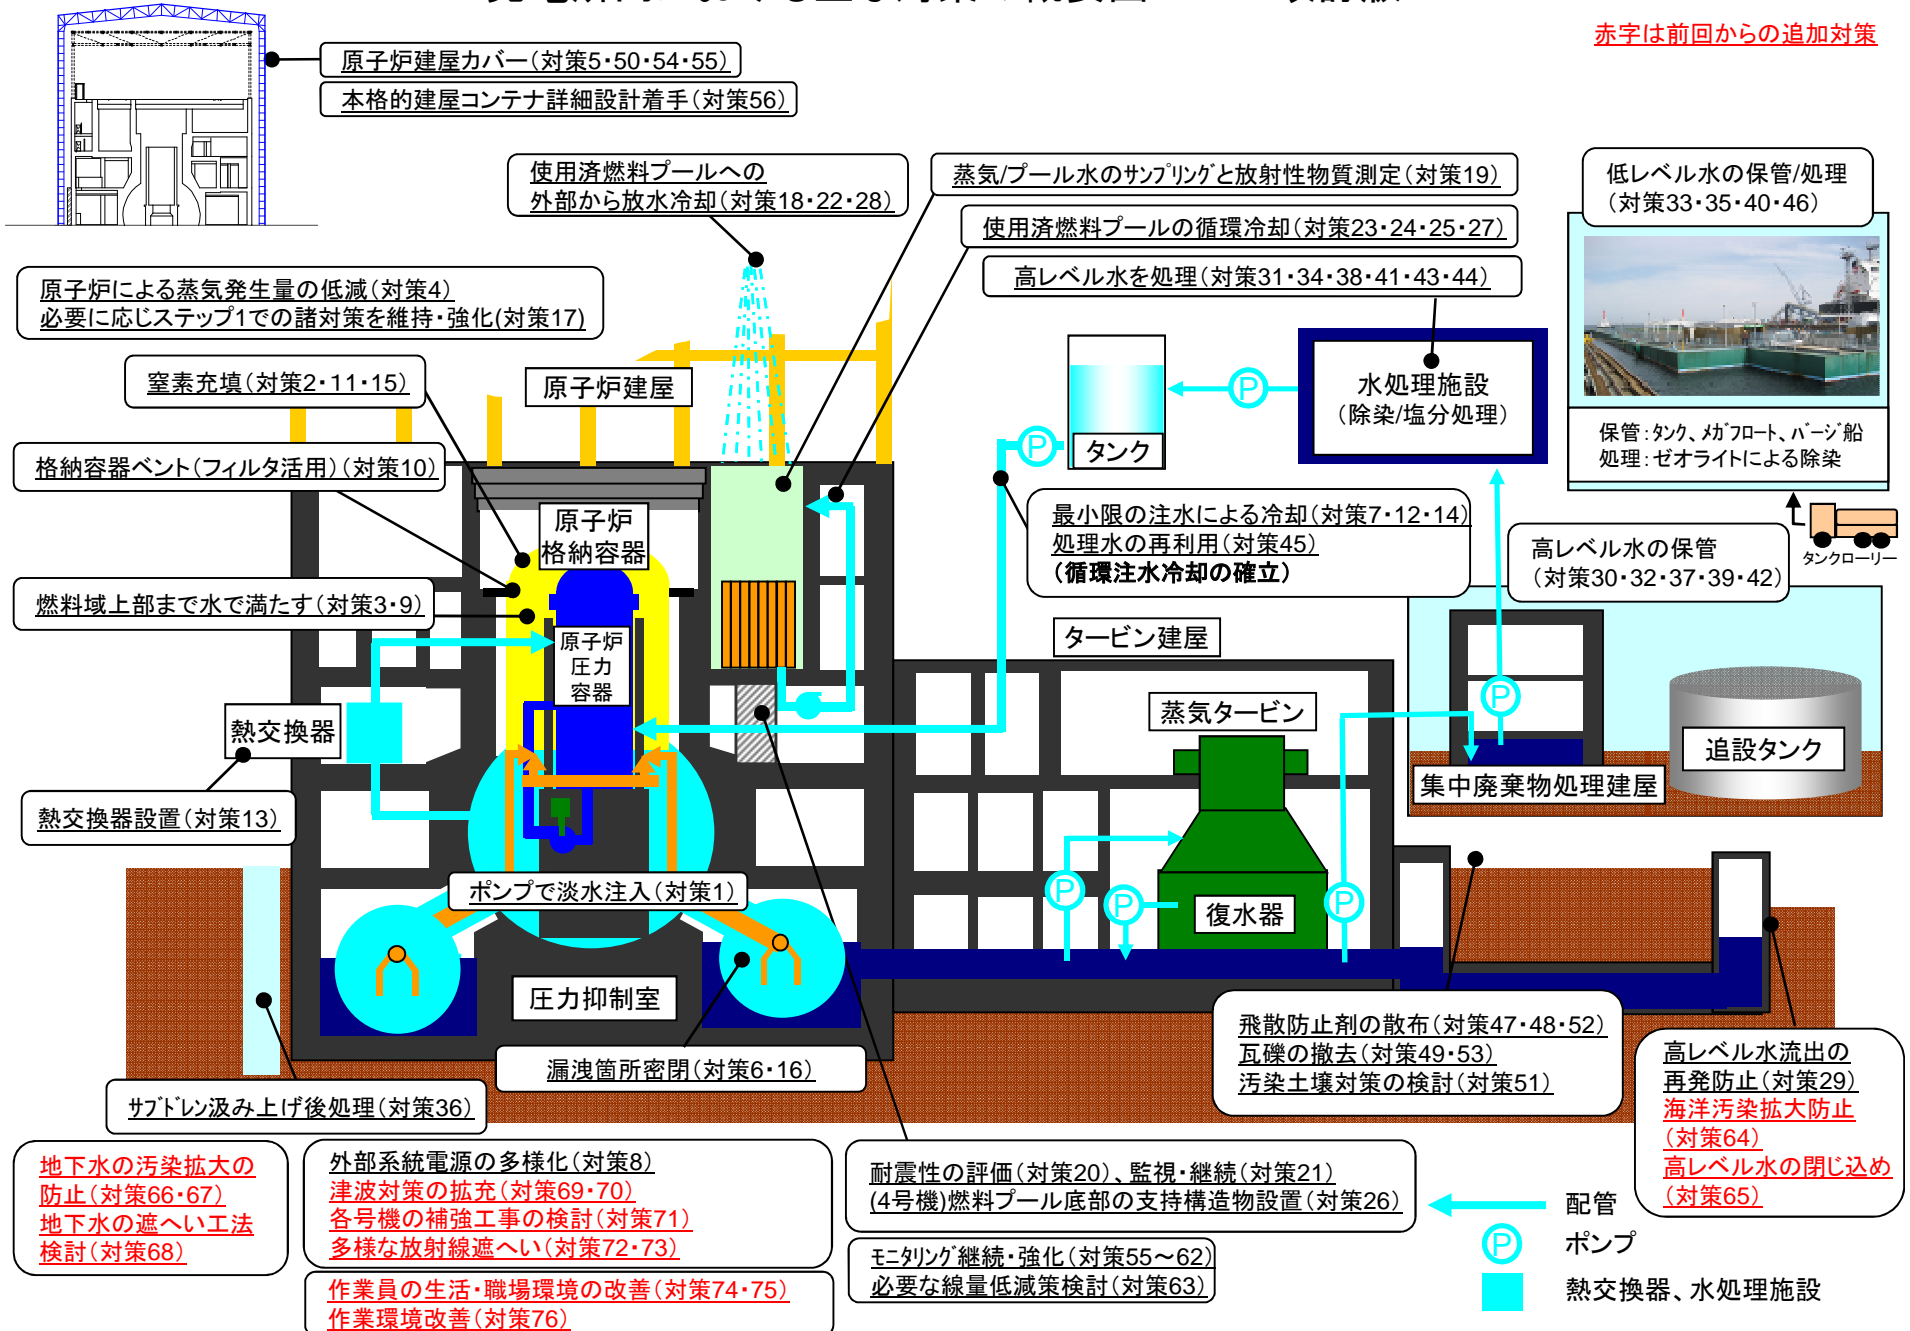 赤字は前回からの追加対策
原子炉建屋カバー(対策5・50・54・55)
本格的建屋コンテナ詳細設計着手(対策56)
使用済燃料プールへの
外部から放水冷却(対策18・22・28)
蒸気/プール水のサンプリングと放射性物質測定(対策19)
使用済燃料プールの循環冷却(対策23・24・25・27)
高レベル水を処理(対策31・34・38・41・43・44)
低レベル水の保管/処理
(対策33・35・40・46)
原子炉による蒸気発生量の低減(対策4)
必要に応じステップ1での諸対策を維持・強化(対策17)
窒素充填(対策2・11・15)
原子炉建屋
格納容器ベント(フィルタ活用)(対策10)
原子炉
格納容器
燃料域上部まで水で満たす(対策3・9)
原子炉
圧力
容器
熱交換器
熱交換器設置(対策13)
ポンプで淡水注入(対策1)
圧力抑制室
漏洩箇所密閉(対策6・16)
サブドレン汲み上げ後処理(対策36)
P
タンク
P
水処理施設
(除染/塩分処理)
保管:タンク、メガフロート、バージ船
処理:ゼオライトによる除染
タンクローリー
最小限の注水による冷却(対策7・12・14)
処理水の再利用(対策45)
(循環注水冷却の確立)
高レベル水の保管
(対策30・32・37・39・42)
タービン建屋
蒸気タービン
復水器
P
P
P
P
集中廃棄物処理建屋
追設タンク
飛散防止剤の散布(対策47・48・52)
瓦礫の撤去(対策49・53)
汚染土壌対策の検討(対策51)
高レベル水流出の
再発防止(対策29)
海洋汚染拡大防止
(対策64)
高レベル水の閉じ込め
(対策65)
地下水の汚染拡大の
防止(対策66・67)
地下水の遮へい工法
検討(対策68)
外部系統電源の多様化(対策8)
津波対策の拡充(対策69・70)
各号機の補強工事の検討(対策71)
多様な放射線遮へい(対策72・73)
作業員の生活・職場環境の改善(対策74・75)
作業環境改善(対策76)
耐震性の評価(対策20)、監視・継続(対策21)
(4号機)燃料プール底部の支持構造物設置(対策26)
モニタリング継続・強化(対策55～62)
必要な線量低減策検討(対策63)
配管
P
ポンプ
熱交換器、水処理施設